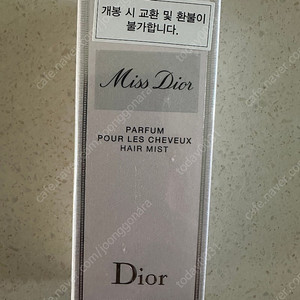 개봉 시 교환 및 환불이
불가합니다.
Miss Dior
PARFUM
POUR LES CHEVEUX
HAIR MIST
Dior